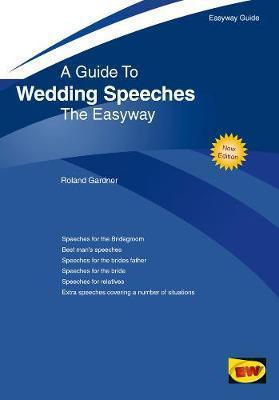 Easyway Guide
A Guide To
Wedding Speeches
The Easyway
New
Edition
Roland Gardner
Speeches for the Bridegroom
Best man's speeches
Speeches for the brides father
Speeches for the bride
Speeches for relatives
Extra speeches covering a number of situations
EW